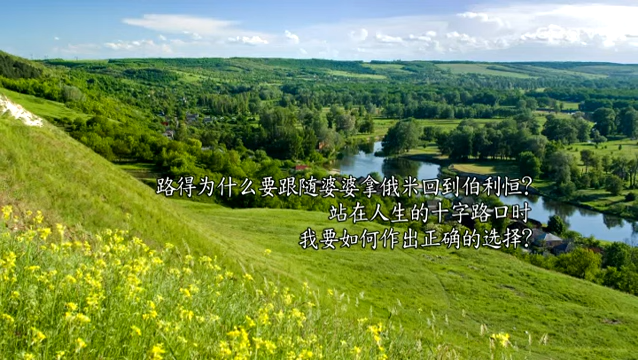 路得为什么要跟随婆婆拿俄米回到伯利恒?
站在人生的十字路口时
我要如何作出正确的选择?